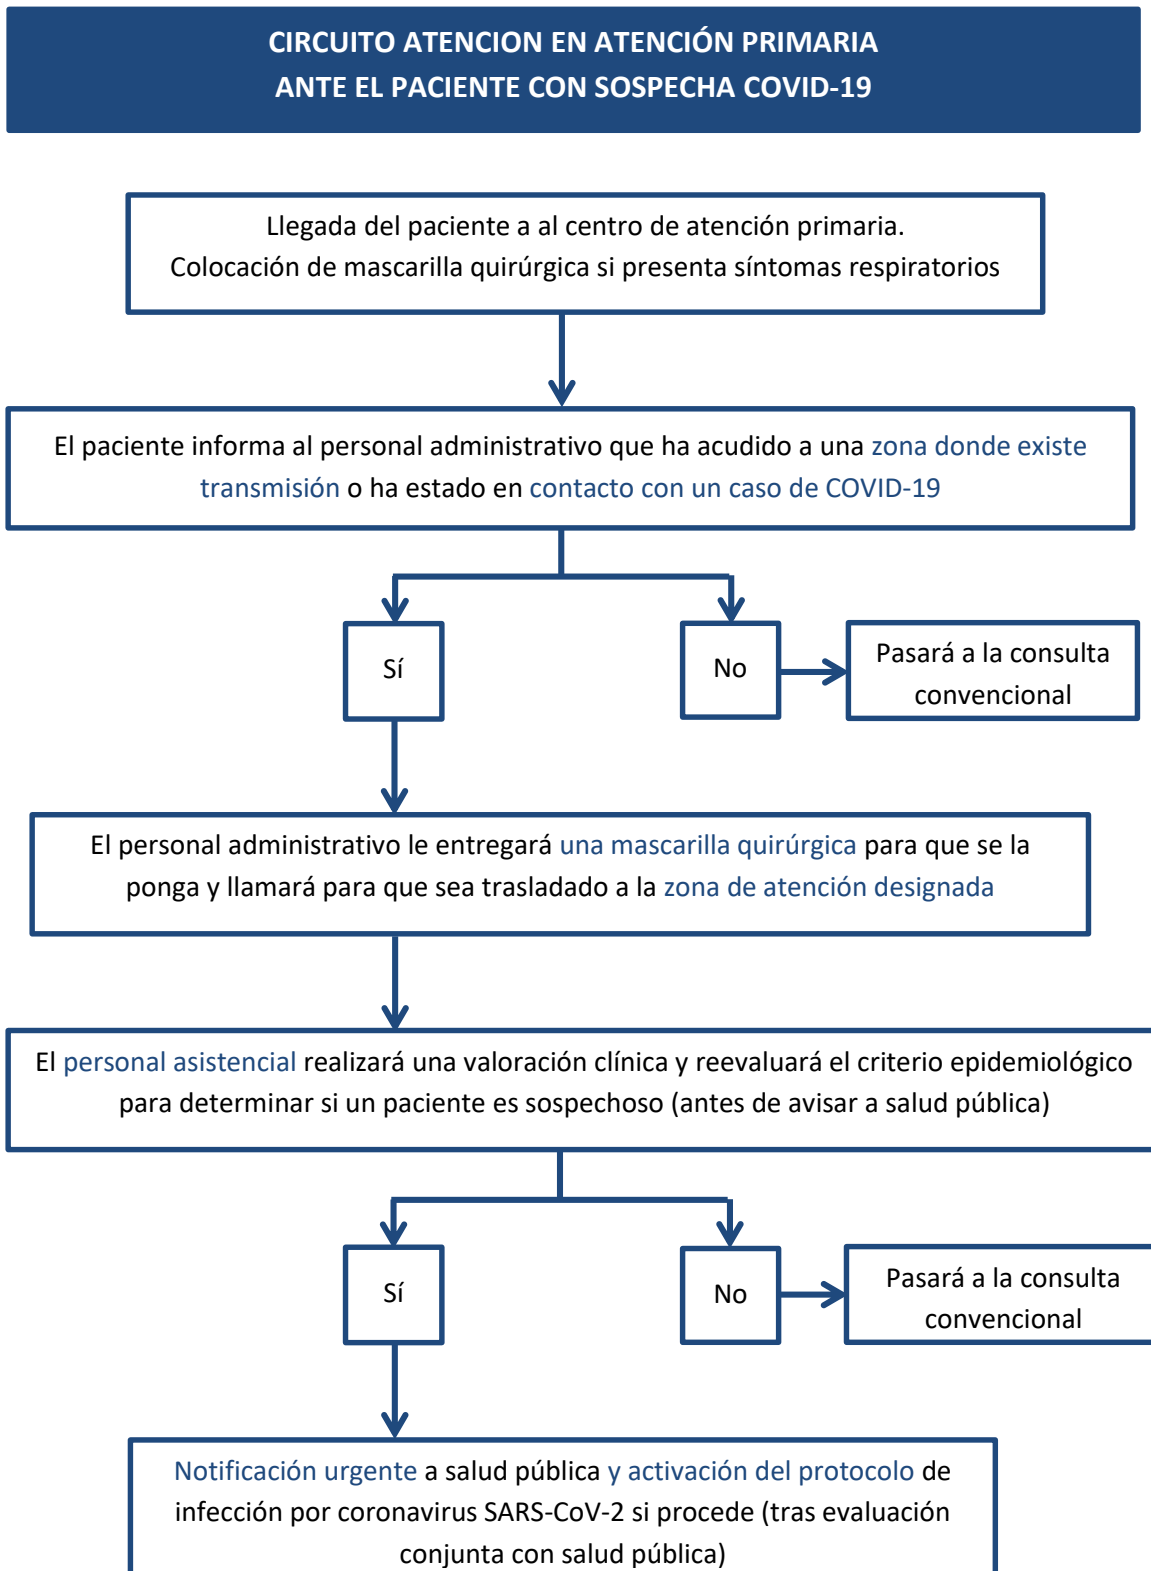 CIRCUITO ATENCION EN ATENCIÓN PRIMARIA
ANTE EL PACIENTE CON SOSPECHA COVID-19
Llegada del paciente a al centro de atención primaria.
Colocación de mascarilla quirúrgica si presenta síntomas respiratorios
El paciente informa al personal administrativo que ha acudido a una zona donde existe
transmisión o ha estado en contacto con un caso de COVID-19
Sí
No
Pasará a la consulta
convencional
El personal administrativo le entregará una mascarilla quirúrgica para que se la
ponga y llamará para que sea trasladado a la zona de atención designada
El personal asistencial realizará una valoración clínica y reevaluará el criterio epidemiológico
para determinar si un paciente es sospechoso (antes de avisar a salud pública)
Sí
No
Pasará a la consulta
convencional
Notificación urgente a salud pública y activación del protocolo de
infección por coronavirus SARS-CoV-2 si procede (tras evaluación
conjunta con salud pública)